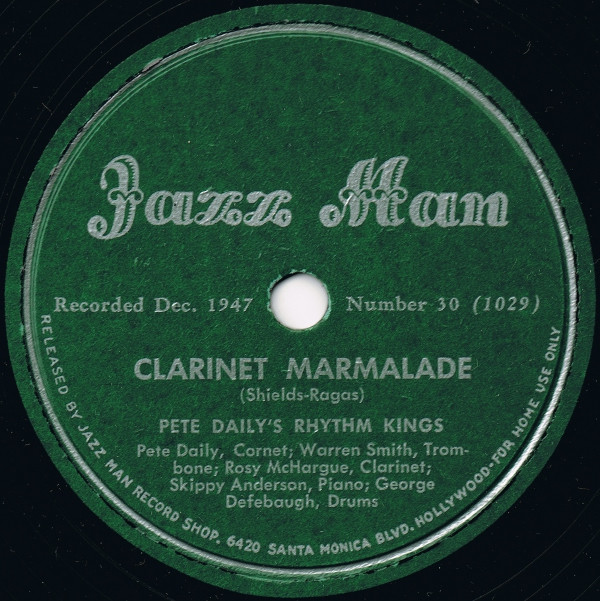 Jazz Man
Recorded Dec. 1947 Number 30 (1029)
CLARINET MARMALADE
(Shields-Ragas)
PETE DAILY'S RHYTHM KINGS
Pete Daily, Cornet; Warren Smith, Trom-
bone; Rosy McHargue, Clarinet;
Skippy Anderson, Piano; George
Defebaugh, Drums
RELEASED BY JAZZ MAN RECORD SHOP, 6420 SANTA MONICA BLVD. HOLLYWOOD-FOR HOME USE ONLY